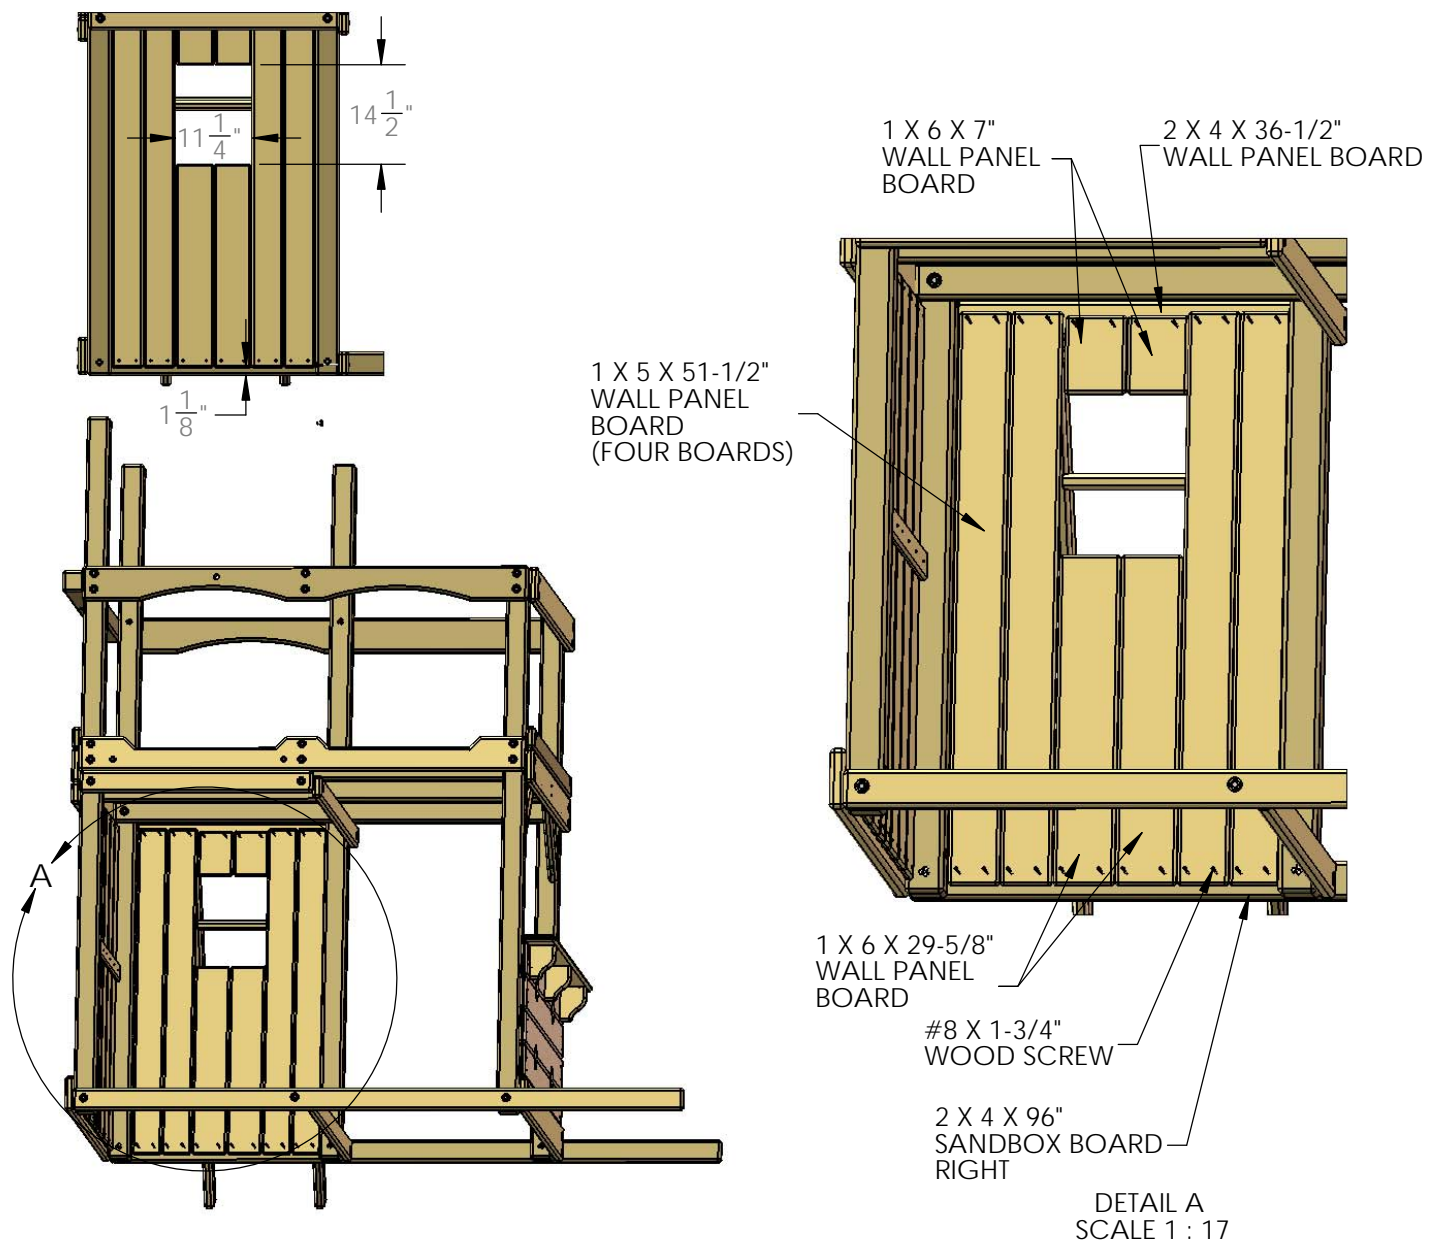 14 1/2"
11 1/4"
1 1/8"
1 X 6 X 7"
WALL PANEL
BOARD
2 X 4 X 36-1/2"
WALL PANEL BOARD
1 X 5 X 51-1/2"
WALL PANEL
BOARD
(FOUR BOARDS)
A
1 X 6 X 29-5/8"
WALL PANEL
BOARD
#8 X 1-3/4"
WOOD SCREW
2 X 4 X 96"
SANDBOX BOARD
RIGHT
DETAIL A
SCALE 1 : 17